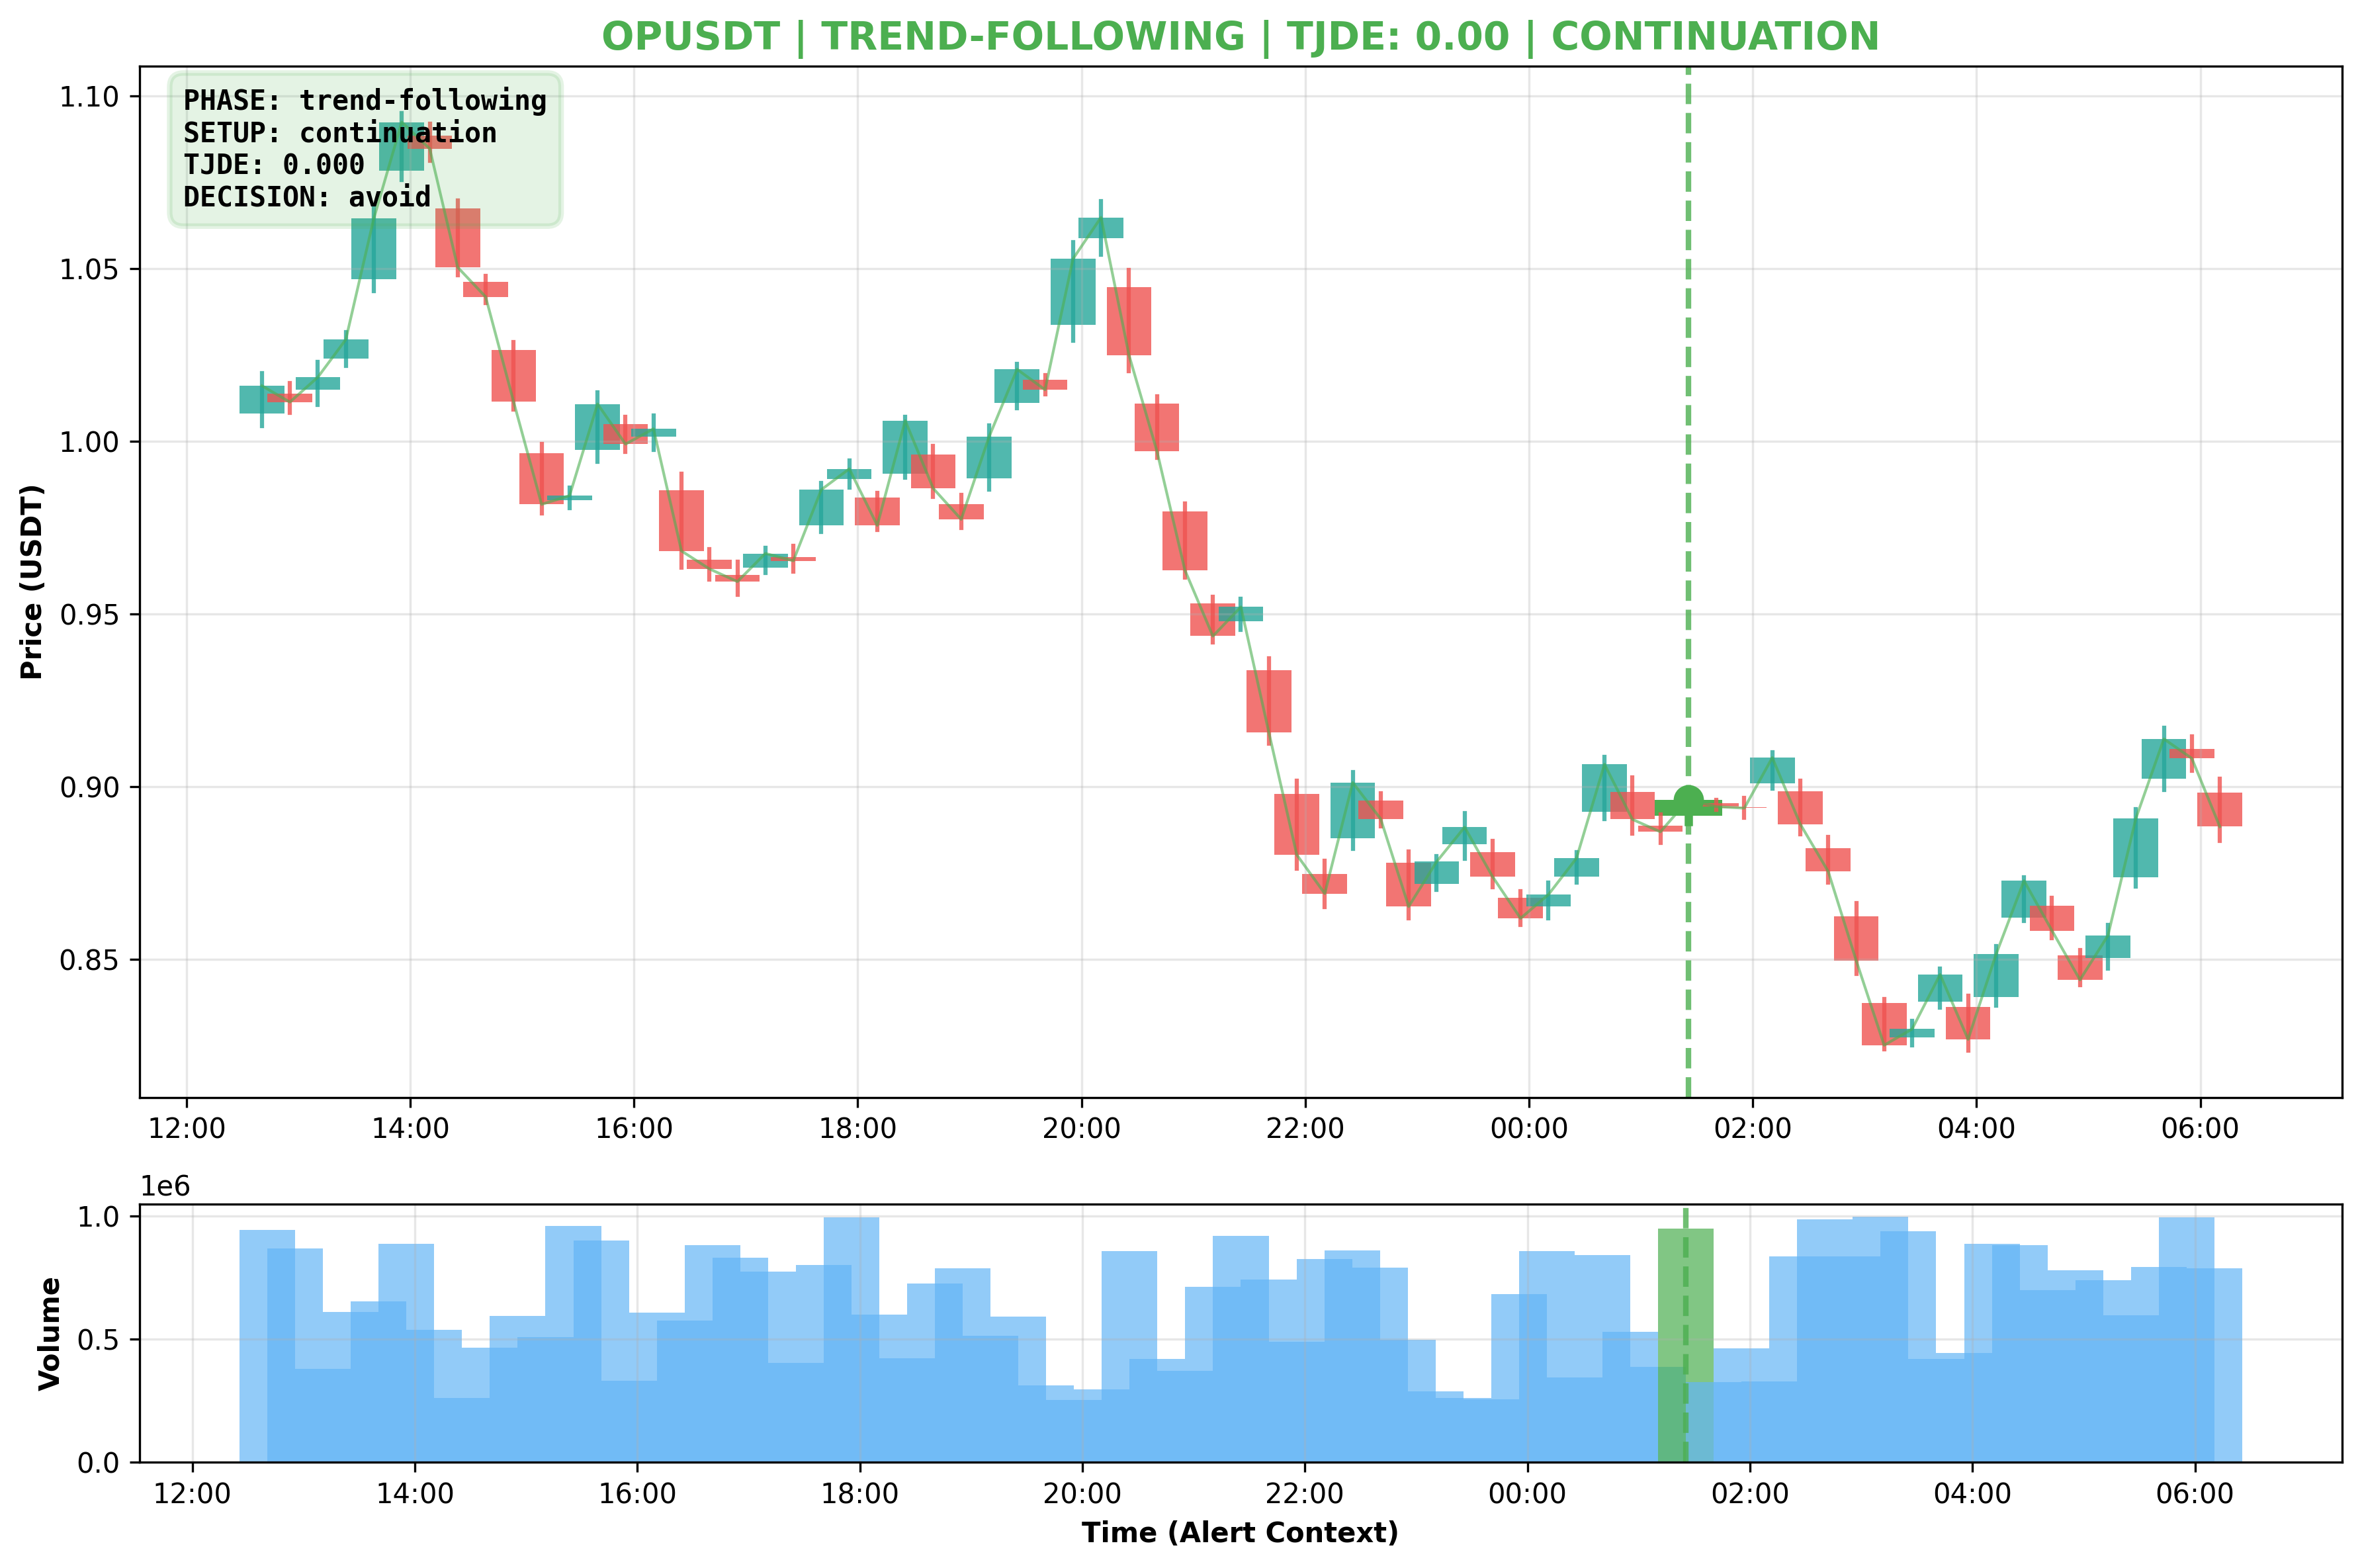 OPUSDT | TREND-FOLLOWING | TJDE: 0.00 | CONTINUATION
PHASE: trend-following
SETUP: continuation
TJDE: 0.000
DECISION: avoid
Price (USDT)
1.10
1.05
1.00
0.95
0.90
0.85
12:00 14:00 16:00 18:00 20:00 22:00 00:00 02:00 04:00 06:00
1e6
Volume
1.0
0.5
0.0
12:00 14:00 16:00 18:00 20:00 22:00 00:00 02:00 04:00 06:00
Time (Alert Context)